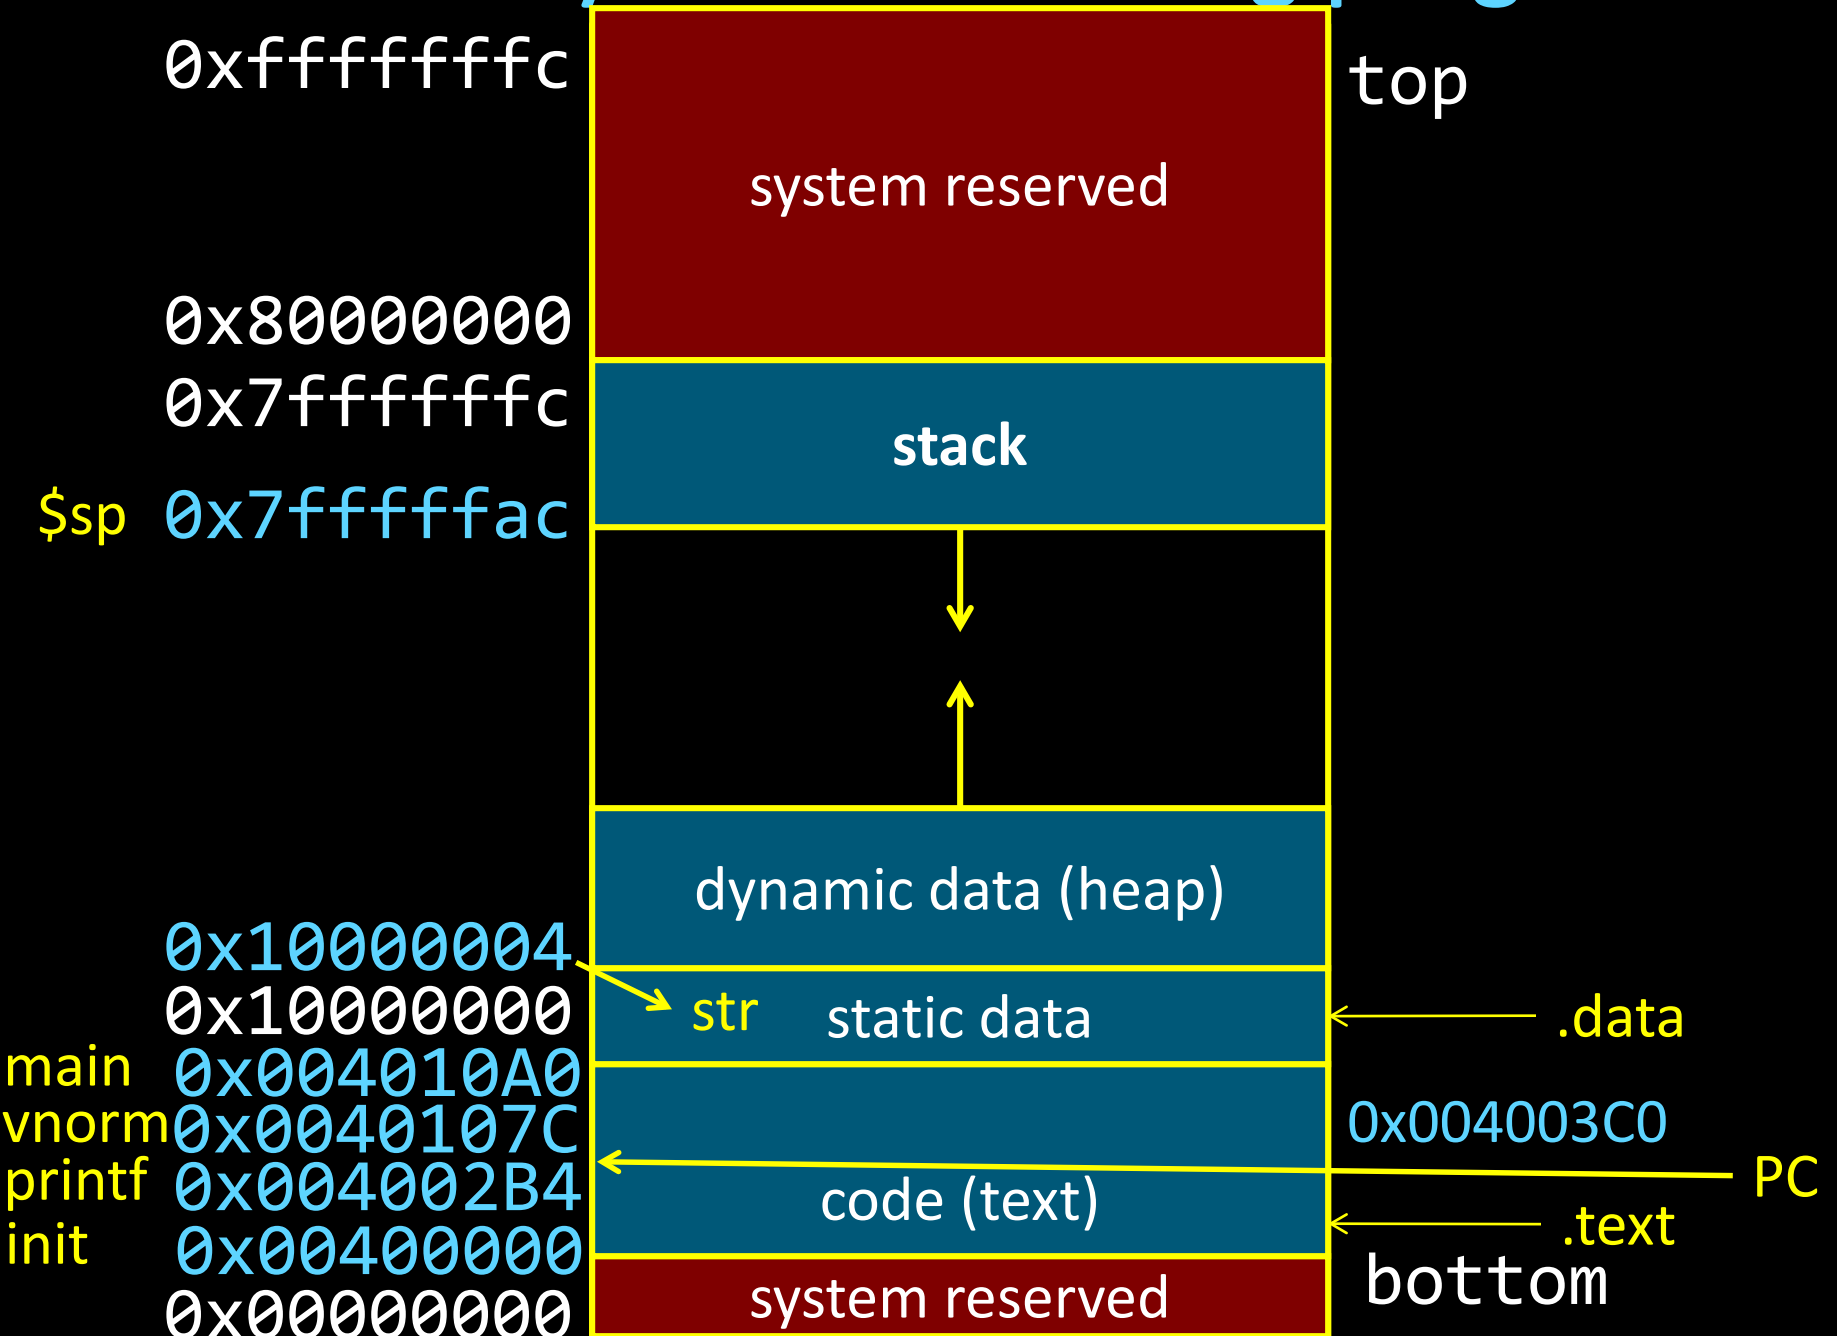 0xfffffffc
top
system reserved
0x80000000
0x7ffffffc
stack
$sp 0x7fffffac
dynamic data (heap)
0x10000004
0x10000000
str
static data
.data
main 0x004010A0
vnorm 0x0040107C
0x004003C0
printf 0x004002B4
PC
code (text)
.text
init 0x00400000
bottom
0x00000000
system reserved